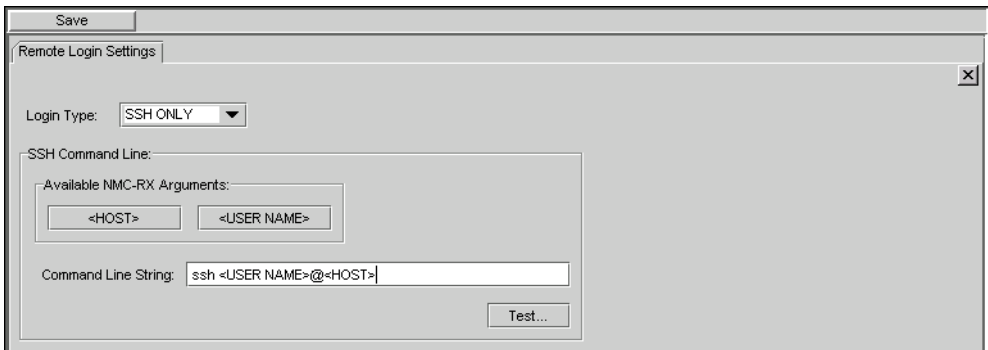 Save
Remote Login Settings
Login Type: SSH ONLY
SSH Command Line:
Available NMC-RX Arguments:
<HOST> <USER NAME>
Command Line String: ssh <USER NAME>@<HOST>
Test...